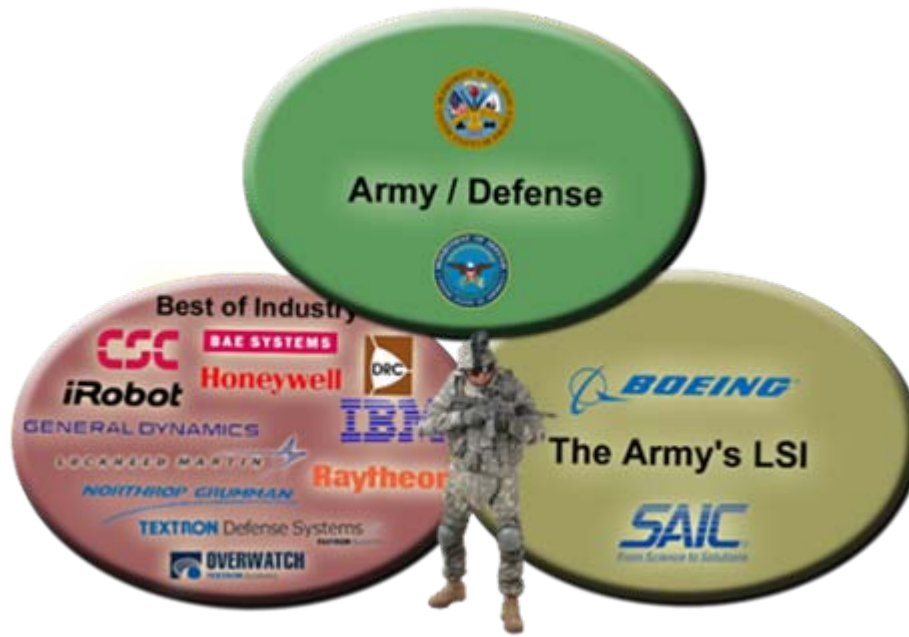 Army / Defense
Best of Industry
CSC
BAE SYSTEMS
DRC
iRobot
Honeywell
GENERAL DYNAMICS
IBM
LOCKHEED MARTIN
Raytheon
NORTHROP GRUMMAN
TEXTRON Defense Systems
OVERWATCH
BOEING
The Army's LSI
SAIC
From Science to Solutions